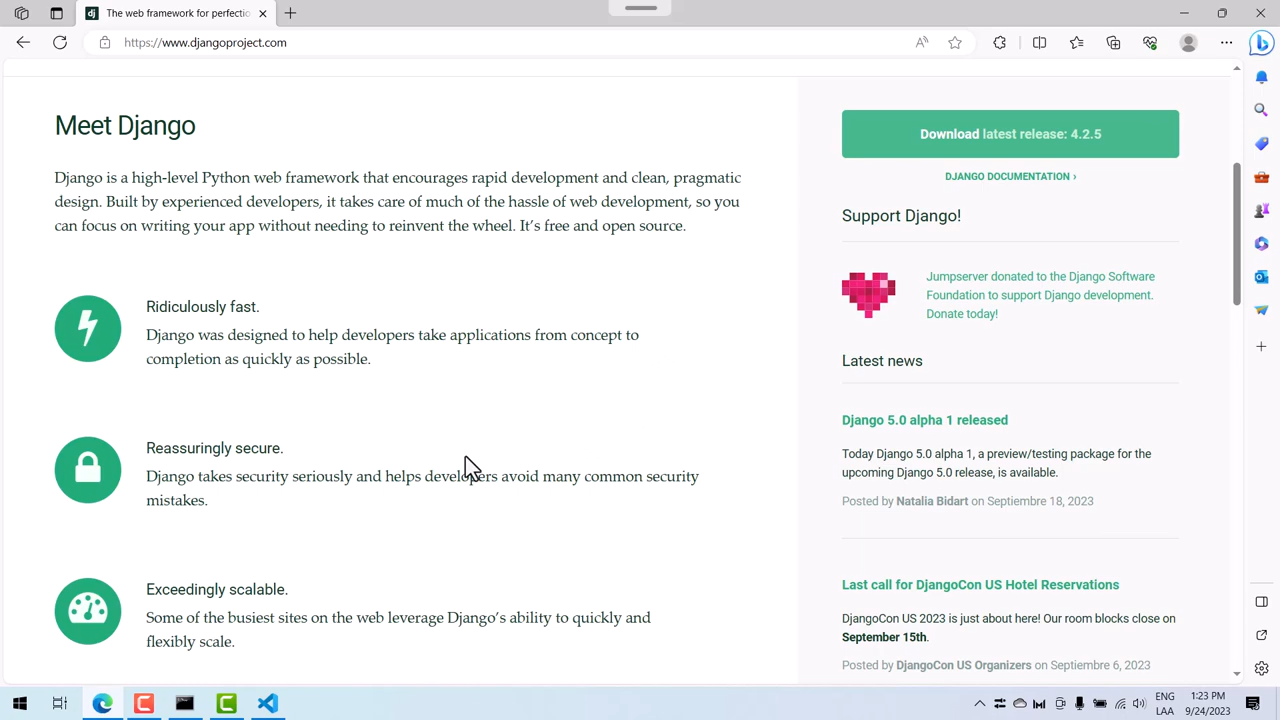 dj The web framework for perfectio
https://www.djangoproject.com
Meet Django
Django is a high-level Python web framework that encourages rapid development and clean, pragmatic
design. Built by experienced developers, it takes care of much of the hassle of web development, so you
can focus on writing your app without needing to reinvent the wheel. It’s free and open source.
Ridiculously fast.
Django was designed to help developers take applications from concept to
completion as quickly as possible.
Reassuringly secure.
Django takes security seriously and helps developers avoid many common security
mistakes.
Exceedingly scalable.
Some of the busiest sites on the web leverage Django’s ability to quickly and
flexibly scale.
Download latest release: 4.2.5
DJANGO DOCUMENTATION ›
Support Django!
Jumpserver donated to the Django Software
Foundation to support Django development.
Donate today!
Latest news
Django 5.0 alpha 1 released
Today Django 5.0 alpha 1, a preview/testing package for the
upcoming Django 5.0 release, is available.
Posted by Natalia Bidart on Septiembre 18, 2023
Last call for DjangoCon US Hotel Reservations
DjangoCon US 2023 is just about here! Our room blocks close on
September 15th.
Posted by DjangoCon US Organizers on Septiembre 6, 2023
ENG
LAA
1:23 PM
9/24/2023